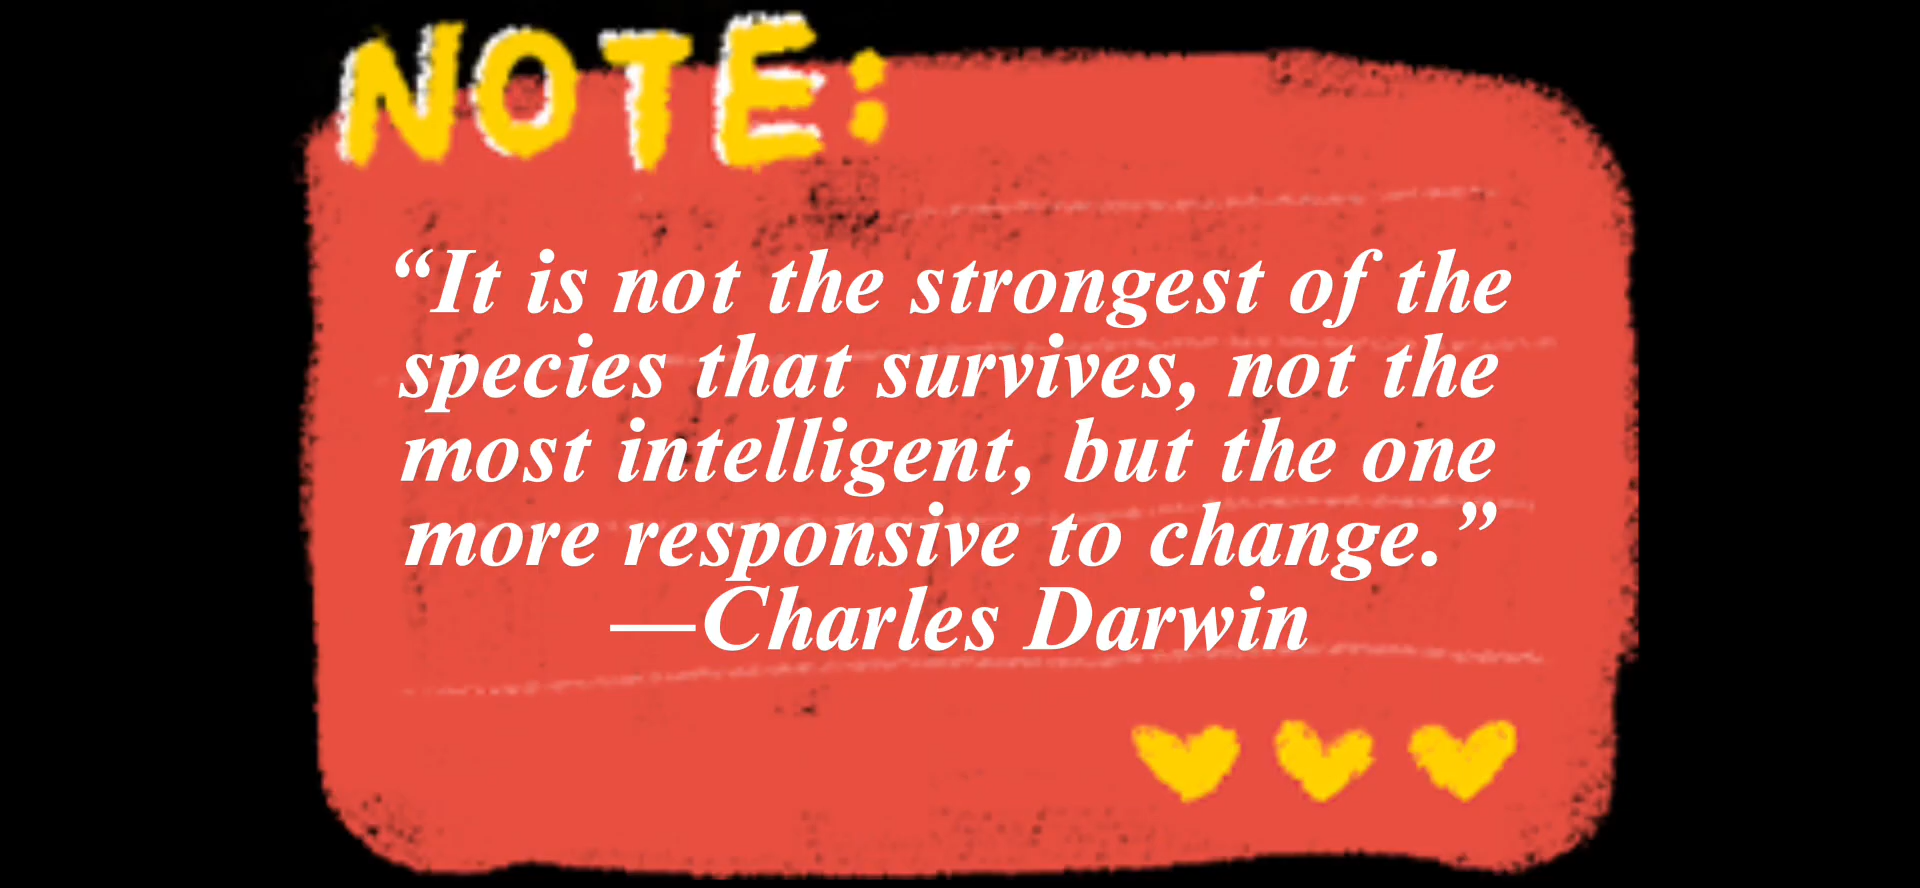 NOTE:
“It is not the strongest of the
species that survives, not the
most intelligent, but the one
more responsive to change.”
—Charles Darwin